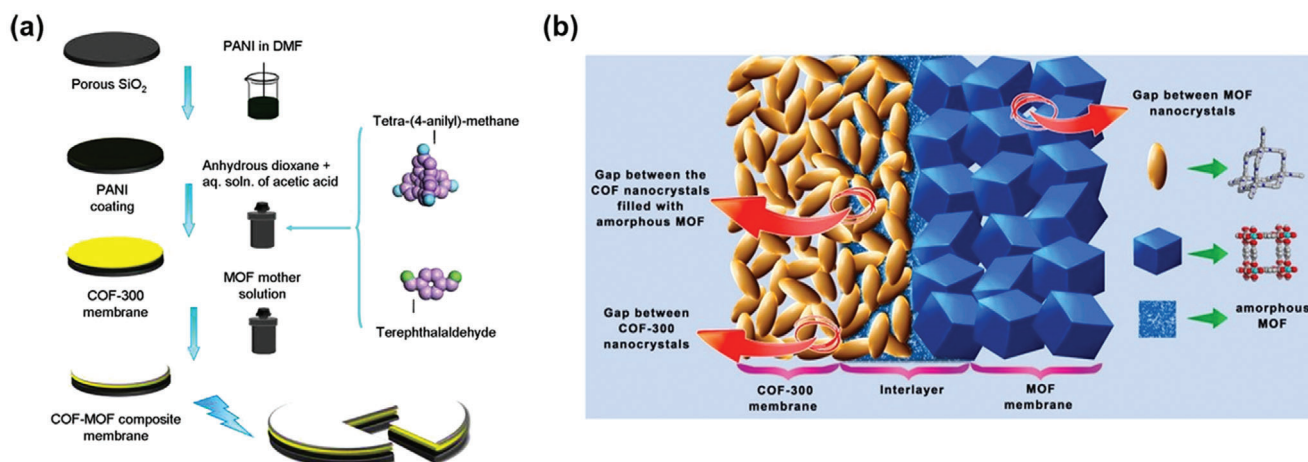 (a)
Porous SiO₂
PANI in DMF
PANI
coating
Anhydrous dioxane +
aq. soln. of acetic acid
Tetra-(4-anilyl)-methane
COF-300
membrane
MOF mother
solution
Terephthalaldehyde
COF-MOF composite
membrane
(b)
Gap between MOF
nanocrystals
Gap between the
COF nanocrystals
filled with
amorphous MOF
Gap between
COF-300
nanocrystals
amorphous
MOF
COF-300
membrane
Interlayer
MOF
membrane